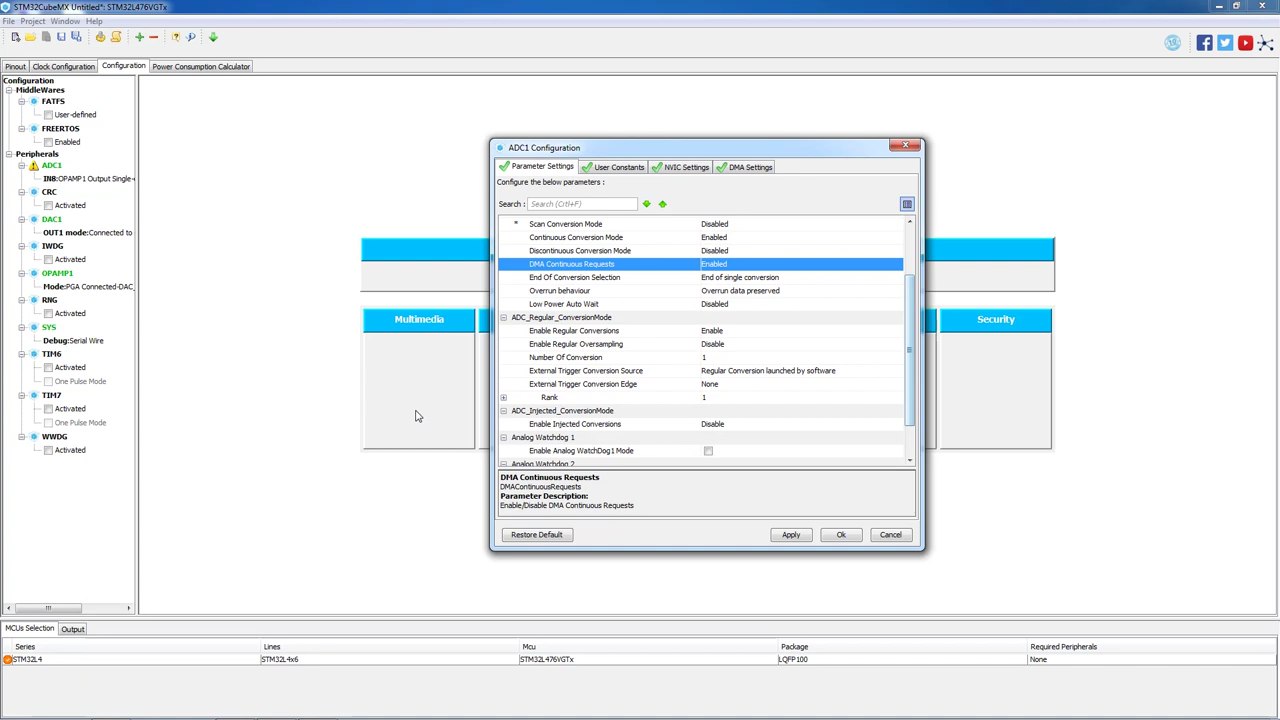 STM32CubeMX Untitled*: STM32L476VGTx
File Project Window Help
Pinout Clock Configuration Configuration Power Consumption Calculator
Configuration
MiddleWares
FATFS
User-defined
FREERTOS
Enabled
Peripherals
ADC1
IN8:OPAMP1 Output Single-
CRC
Activated
DAC1
OUT1 mode:Connected to
IWDG
Activated
OPAMP1
Mode:PGA Connected-DAC_
RNG
Activated
SYS
Debug:Serial Wire
TIM6
Activated
One Pulse Mode
TIM7
Activated
One Pulse Mode
WWDG
Activated
Multimedia
Security
ADC1 Configuration
Parameter Settings User Constants NVIC Settings DMA Settings
Configure the below parameters :
Search : Search (Crtl+F)
* Scan Conversion Mode Disabled
Continuous Conversion Mode Enabled
Discontinuous Conversion Mode Disabled
DMA Continuous Requests Enabled
End Of Conversion Selection End of single conversion
Overrun behaviour Overrun data preserved
Low Power Auto Wait Disabled
ADC_Regular_ConversionMode
Enable Regular Conversions Enable
Enable Regular Oversampling Disable
Number Of Conversion 1
External Trigger Conversion Source Regular Conversion launched by software
External Trigger Conversion Edge None
Rank 1
ADC_Injected_ConversionMode
Enable Injected Conversions Disable
Analog Watchdog 1
Enable Analog WatchDog1 Mode
Analog Watchdog 2
DMA Continuous Requests
DMAContinuousRequests
Parameter Description:
Enable/Disable DMA Continuous Requests
Restore Default Apply Ok Cancel
MCUs Selection Output
Series Lines Mcu Package Required Peripherals
STM32L4 STM32L4x6 STM32L476VGTx LQFP100 None